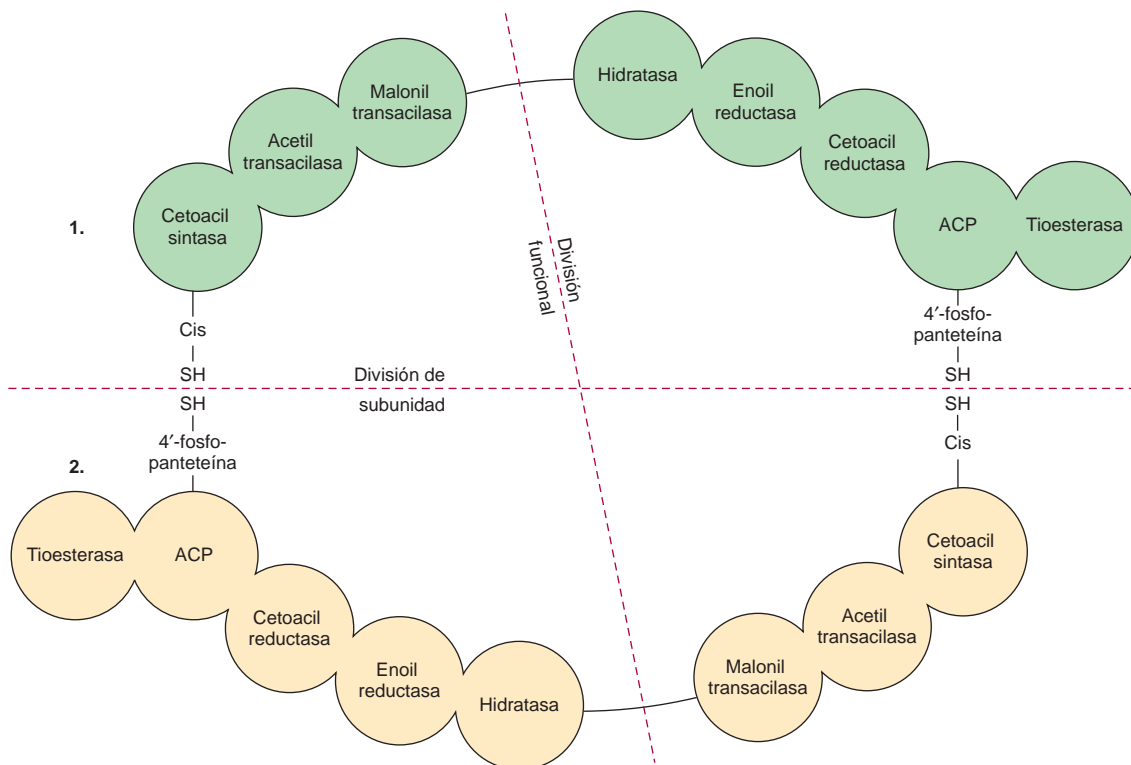 Malonil
transacilasa
Hidratasa
Enoil
reductasa
Acetil
transacilasa
Cetoacil
reductasa
1.
Cetoacil
sintasa
ACP
Tioesterasa
División
funcional
Cis
4′-fosfo-
panteteína
SH
División de
SH
SH
subunidad
SH
4′-fosfo-
panteteína
Cis
2.
Tioesterasa
ACP
Cetoacil
sintasa
Cetoacil
reductasa
Acetil
transacilasa
Enoil
reductasa
Hidratasa
Malonil
transacilasa